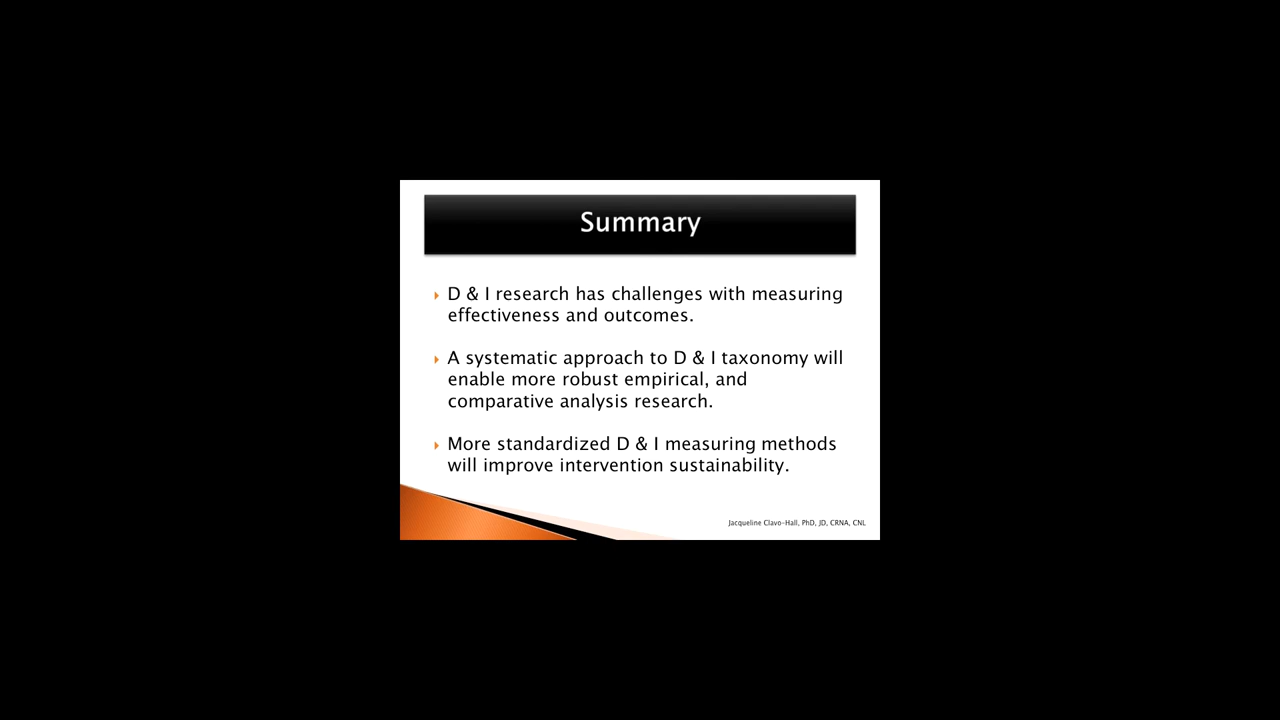 Summary
D & I research has challenges with measuring
effectiveness and outcomes.
A systematic approach to D & I taxonomy will
enable more robust empirical, and
comparative analysis research.
More standardized D & I measuring methods
will improve intervention sustainability.
Jacqueline Clavo-Hall, PhD, JD, CRNA, CNL